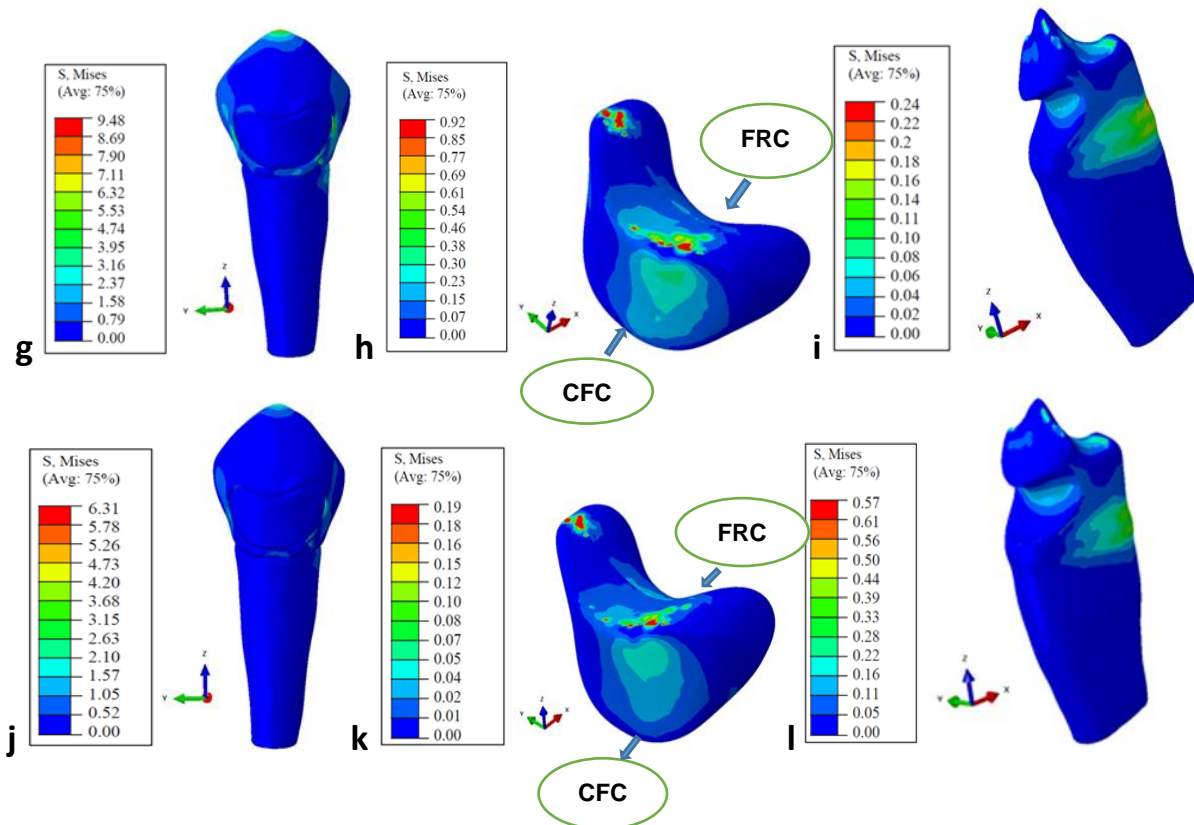 S, Mises
(Avg: 75%)
9.48
8.69
7.90
7.11
6.32
5.53
4.74
3.95
3.16
2.37
1.58
0.79
0.00
Z
Y
g
S, Mises
(Avg: 75%)
0.92
0.85
0.77
0.69
0.61
0.54
0.46
0.38
0.30
0.23
0.15
0.07
0.00
FRC
Y
Z
X
h
CFC
S, Mises
(Avg: 75%)
0.24
0.22
0.2
0.18
0.16
0.14
0.11
0.10
0.08
0.06
0.04
0.02
0.00
Z
Y
X
i
S, Mises
(Avg: 75%)
6.31
5.78
5.26
4.73
4.20
3.68
3.15
2.63
2.10
1.57
1.05
0.52
0.00
Z
Y
j
S, Mises
(Avg: 75%)
0.19
0.18
0.16
0.15
0.12
0.10
0.08
0.07
0.05
0.04
0.02
0.01
0.00
FRC
Z
Y
X
k
CFC
S, Mises
(Avg: 75%)
0.57
0.61
0.56
0.50
0.44
0.39
0.33
0.28
0.22
0.16
0.11
0.05
0.00
Z
Y
X
l